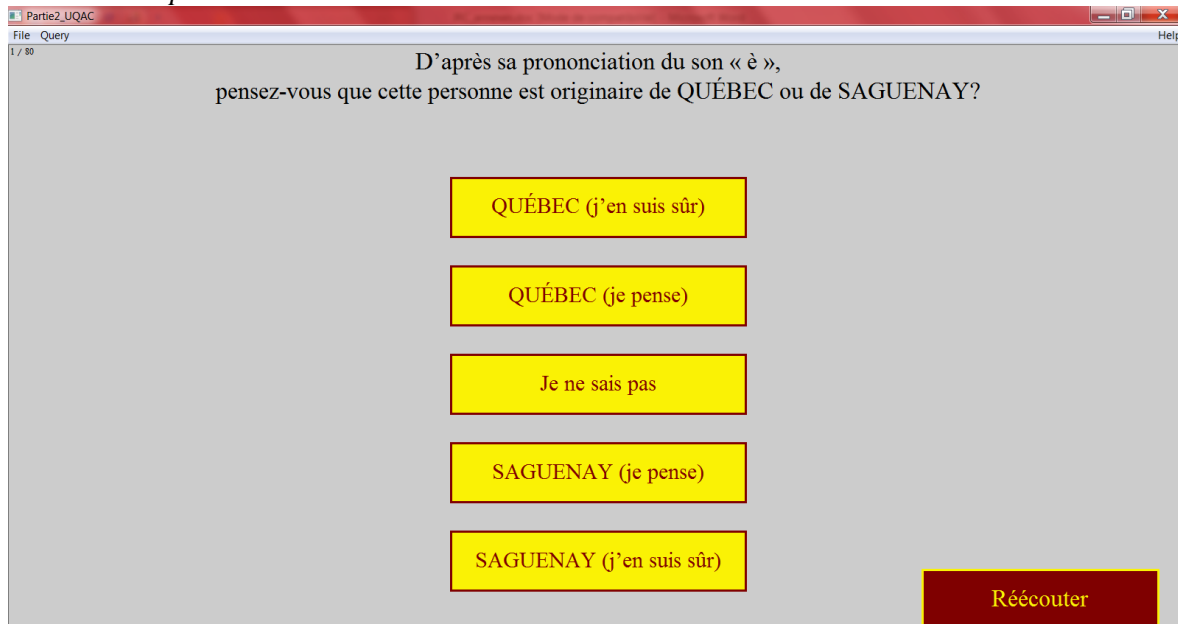 Partie2_UQAC
File Query Help
1 / 80
D’après sa prononciation du son « è »,
pensez-vous que cette personne est originaire de QUÉBEC ou de SAGUENAY?
QUÉBEC (j’en suis sûr)
QUÉBEC (je pense)
Je ne sais pas
SAGUENAY (je pense)
SAGUENAY (j’en suis sûr)
Réécouter